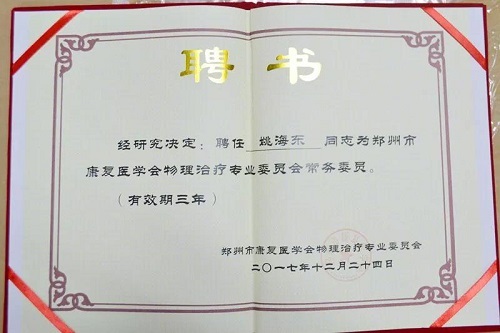 聘书
经研究决定：聘任 姚海东 同志为郑州市
康复医学会物理治疗专业委员会常务委员。
（有效期三年）
郑州市康复医学会物理治疗专业委员会
二〇一七年十二月二十四日